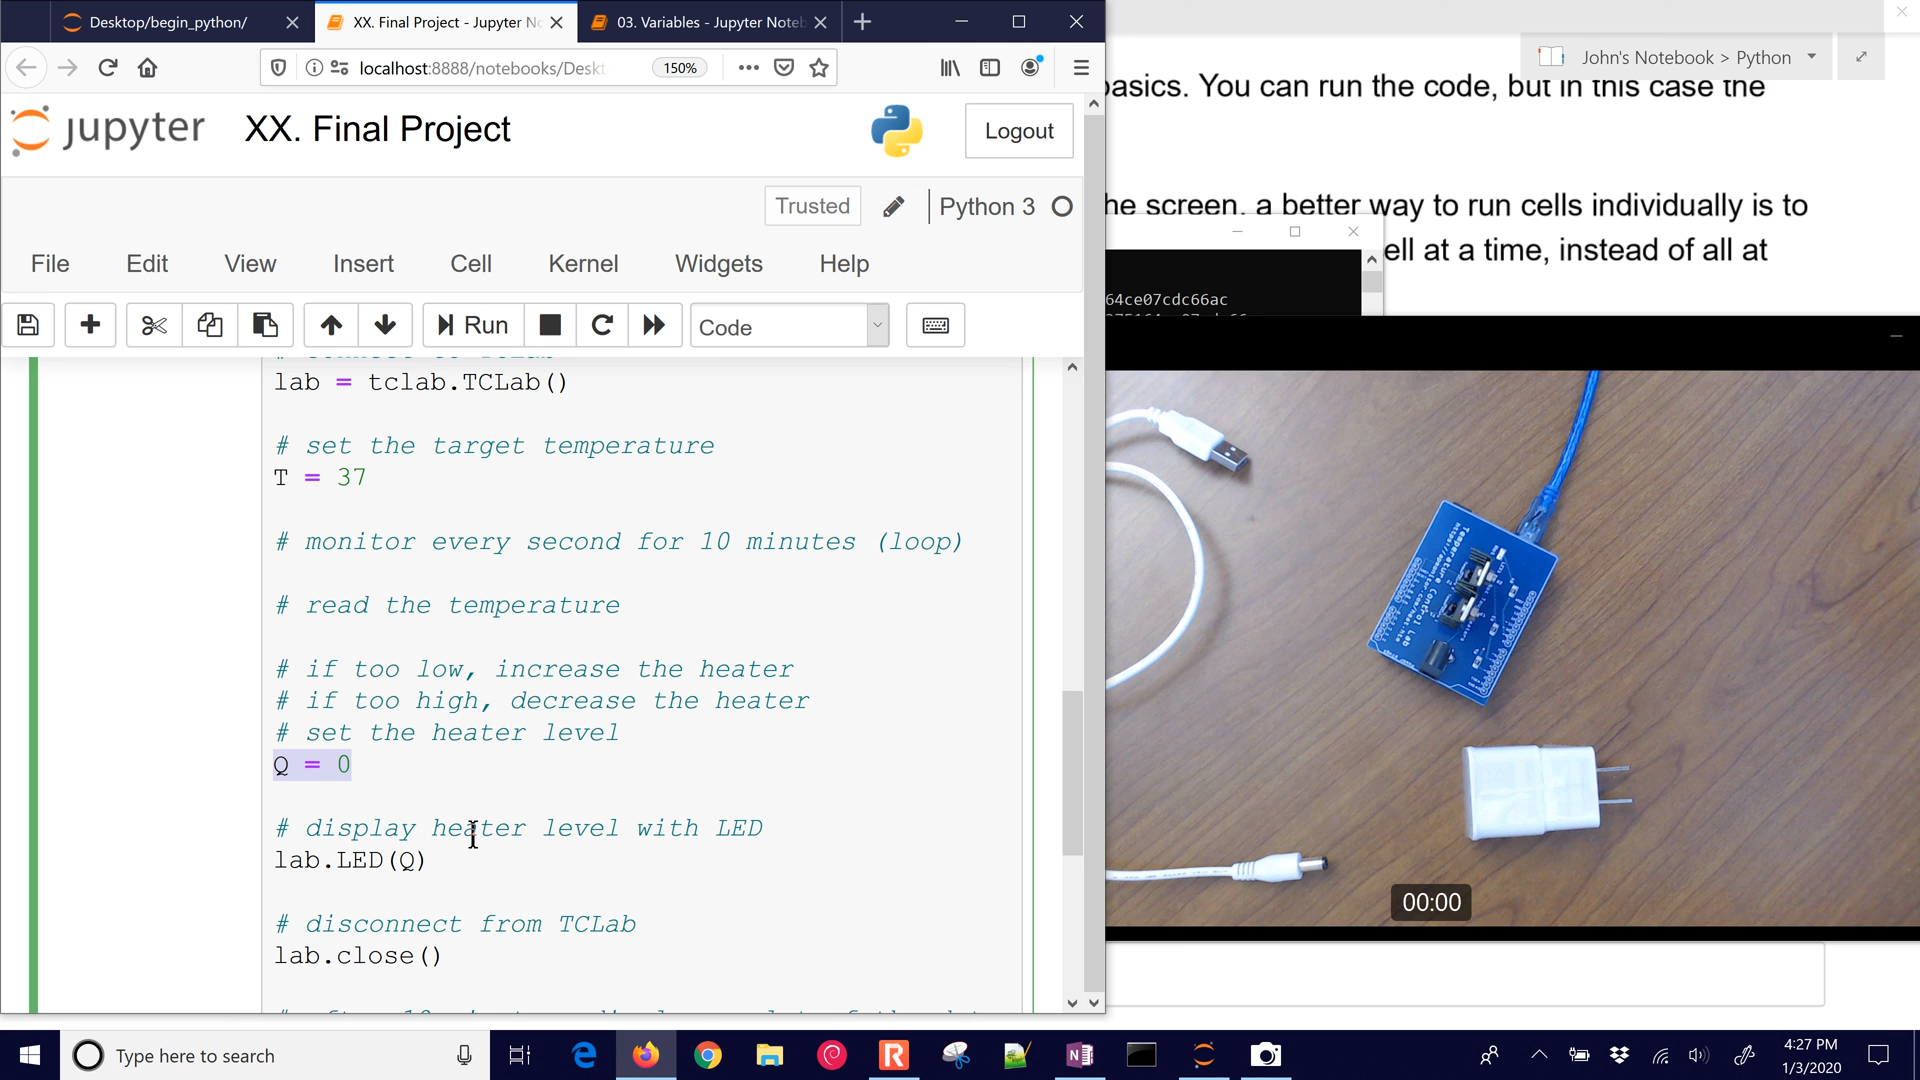 Desktop/begin_python/
XX. Final Project - Jupyter No
03. Variables - Jupyter Noteb
localhost:8888/notebooks/Deskt
150%
jupyter
XX. Final Project
Logout
Trusted
Python 3
File
Edit
View
Insert
Cell
Kernel
Widgets
Help
Run
Code
lab = tclab.TCLab()
# set the target temperature
T = 37
# monitor every second for 10 minutes (loop)
# read the temperature
# if too low, increase the heater
# if too high, decrease the heater
# set the heater level
Q = 0
# display heater level with LED
lab.LED(Q)
# disconnect from TCLab
lab.close()
John's Notebook > Python
basics. You can run the code, but in this case the
he screen, a better way to run cells individually is to
ell at a time, instead of all at
64ce07cdc66ac
Temperature Control Lab
00:00
Type here to search
4:27 PM
1/3/2020